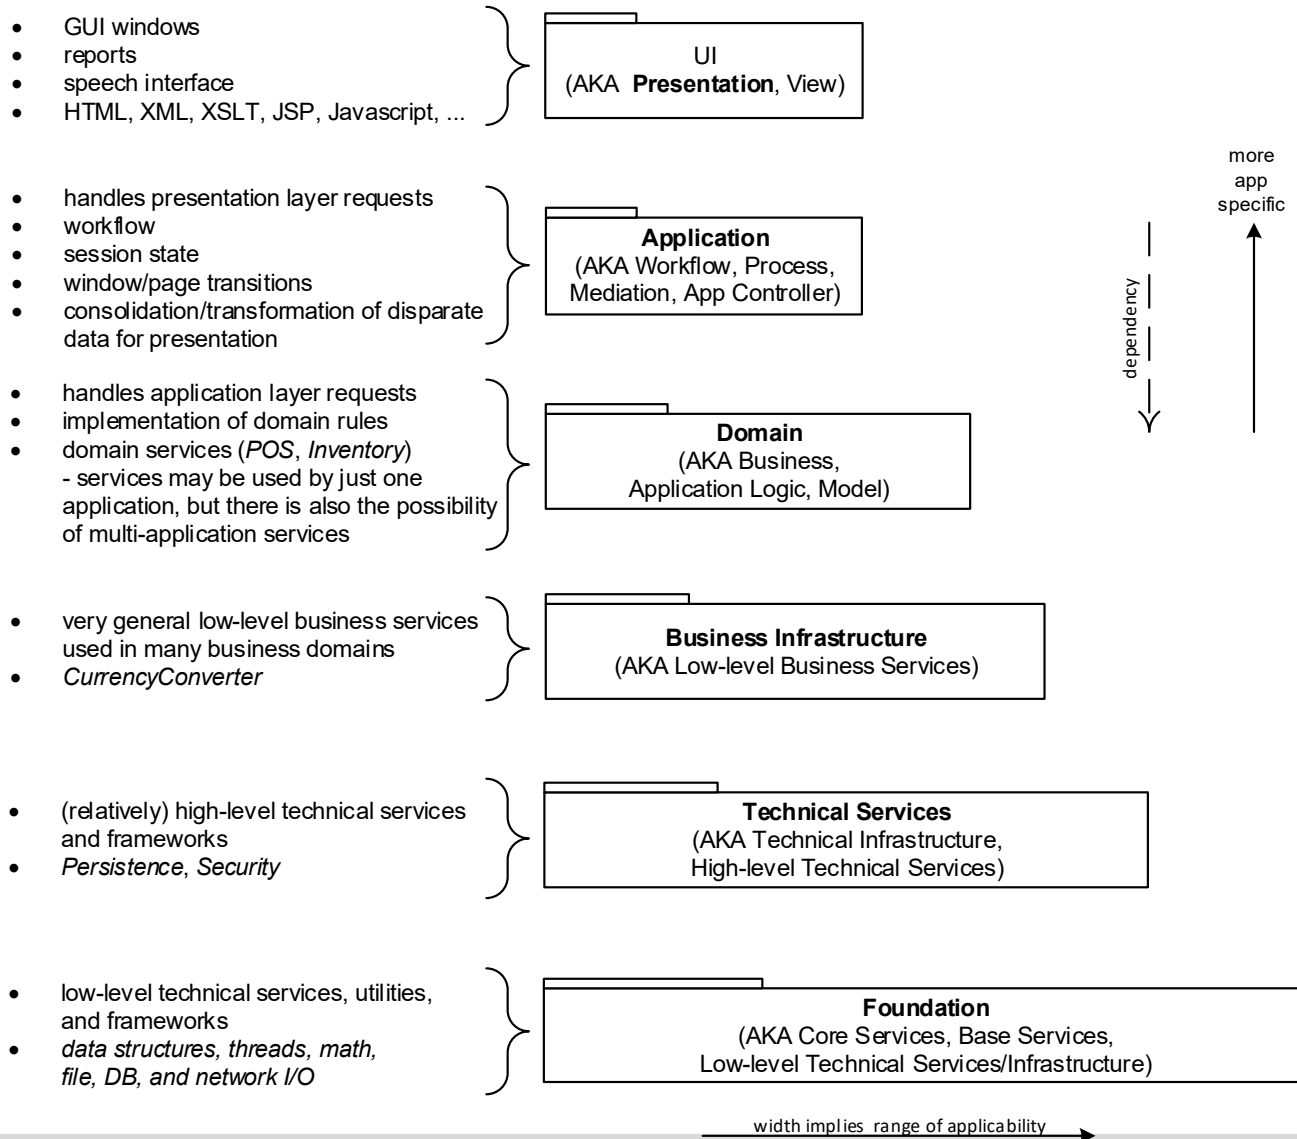 • GUI windows
• reports
• speech interface
• HTML, XML, XSLT, JSP, Javascript, ...
UI
(AKA Presentation, View)
• handles presentation layer requests
• workflow
• session state
• window/page transitions
• consolidation/transformation of disparate
data for presentation
Application
(AKA Workflow, Process,
Mediation, App Controller)
more
app
specific
dependency
• handles application layer requests
• implementation of domain rules
• domain services (POS, Inventory)
- services may be used by just one
application, but there is also the possibility
of multi-application services
Domain
(AKA Business,
Application Logic, Model)
• very general low-level business services
used in many business domains
• CurrencyConverter
Business Infrastructure
(AKA Low-level Business Services)
• (relatively) high-level technical services
and frameworks
• Persistence, Security
Technical Services
(AKA Technical Infrastructure,
High-level Technical Services)
• low-level technical services, utilities,
and frameworks
• data structures, threads, math,
file, DB, and network I/O
Foundation
(AKA Core Services, Base Services,
Low-level Technical Services/Infrastructure)
width implies range of applicability